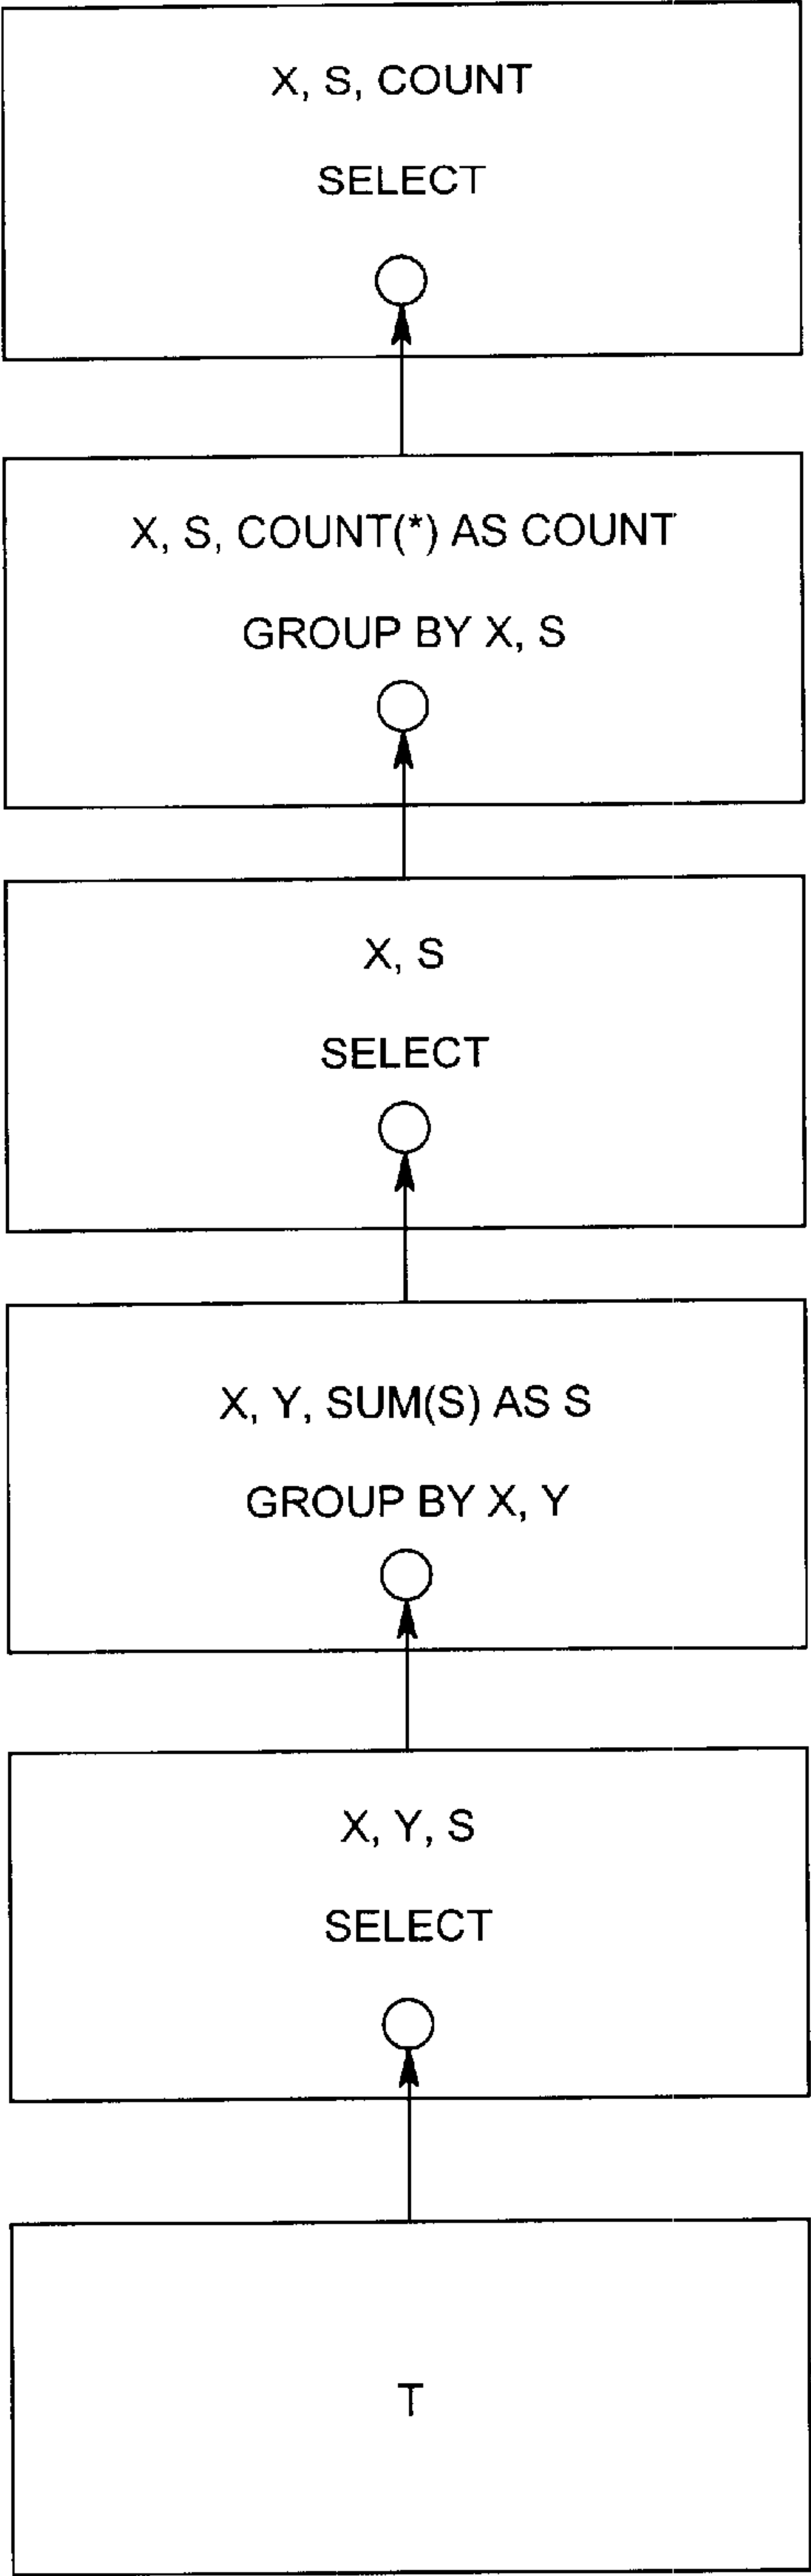 X, S, COUNT
SELECT
X, S, COUNT(*) AS COUNT
GROUP BY X, S
X, S
SELECT
X, Y, SUM(S) AS S
GROUP BY X, Y
X, Y, S
SELECT
T